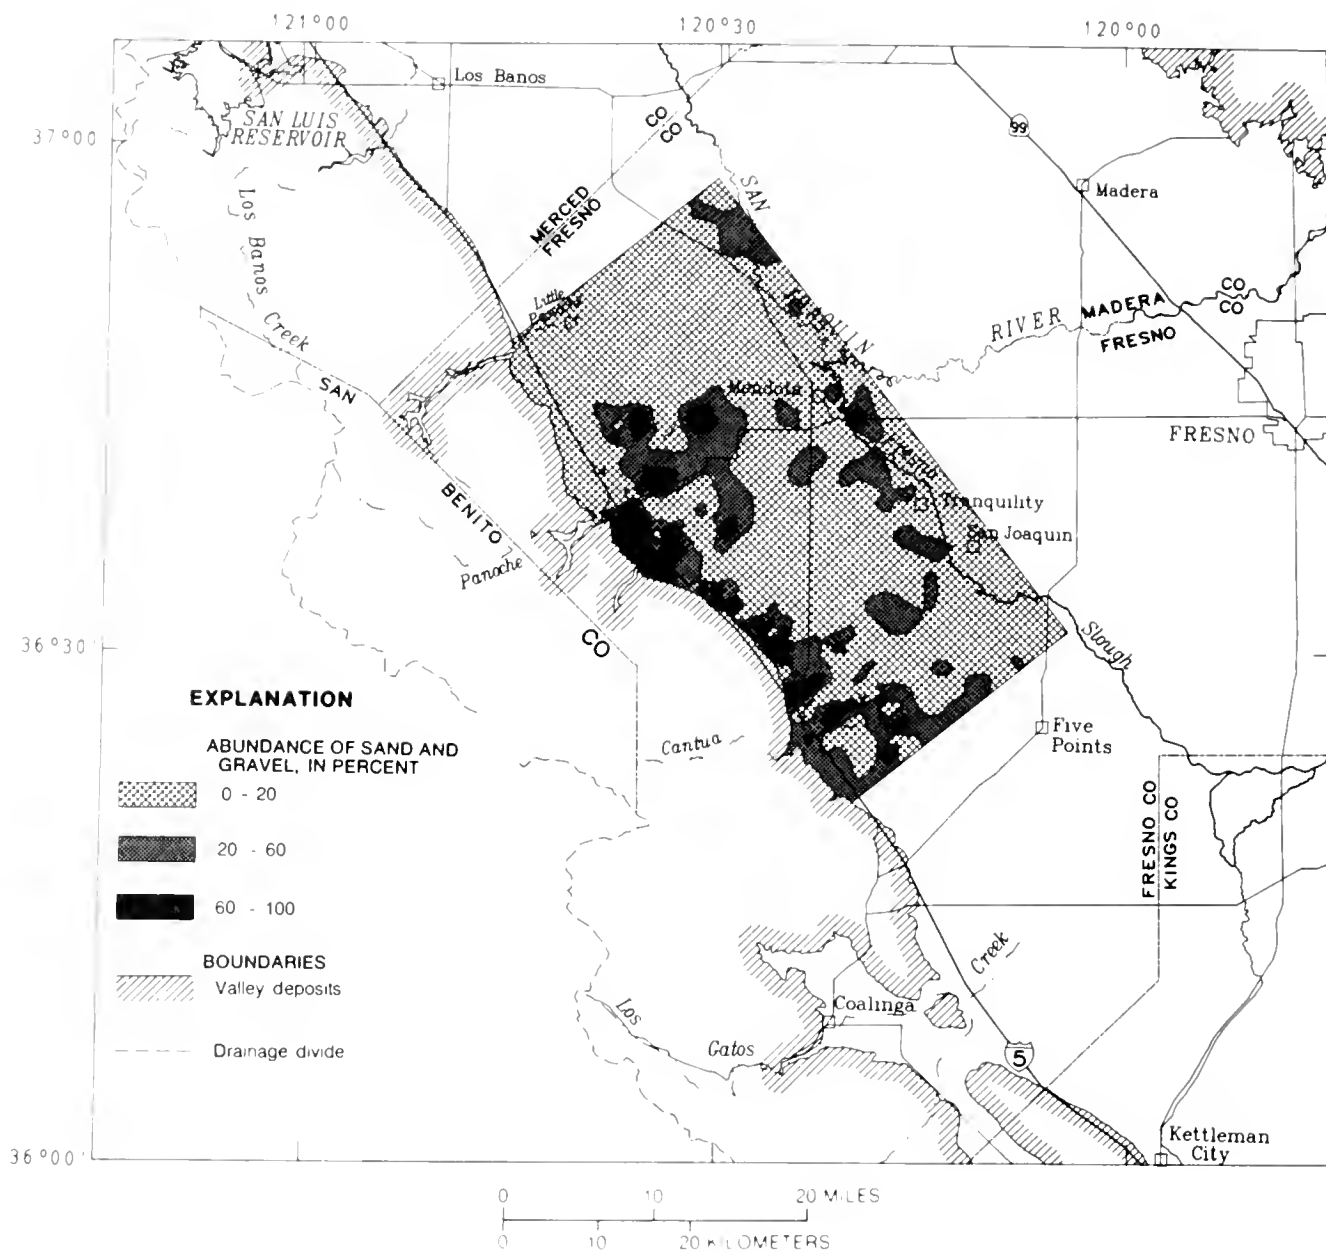 121°00
120°30
120°00
Los Banos
SAN LUIS
RESERVOIR
37°00
CO
CO
99
SAN
Madera
Los Banos
Creek
MERCED
FRESNO
Little
Panoche
Cr
JOAQUIN
RIVER
MADERA
CO
FRESNO
CO
SAN
Mendota
FRESNO
BENITO
Fresno
Tranquility
San Joaquin
Panoche
CO
Slough
36°30
EXPLANATION
ABUNDANCE OF SAND AND
GRAVEL, IN PERCENT
0 - 20
20 - 60
60 - 100
BOUNDARIES
Valley deposits
Drainage divide
Cantua
Five
Points
FRESNO CO
KINGS CO
Creek
Los
Gatos
Coalinga
5
Kettleman
City
36°00
0 10 20 MILES
0 10 20 KILOMETERS